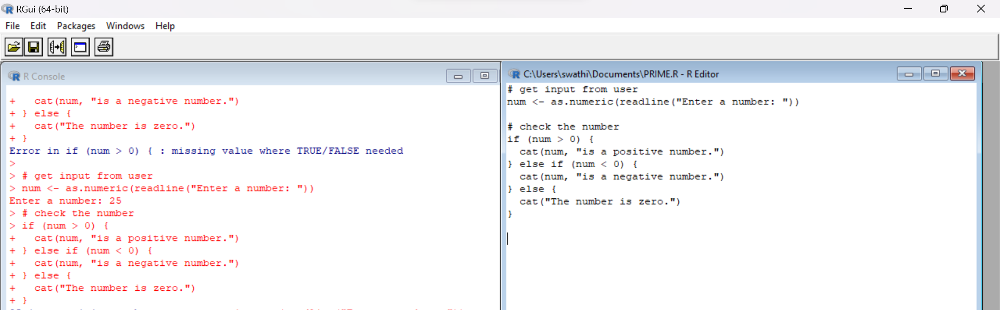 RGui (64-bit)
File Edit Packages Windows Help
R Console
+   cat(num, "is a negative number.")
+ } else {
+   cat("The number is zero.")
+ }
Error in if (num > 0) { : missing value where TRUE/FALSE needed
>
> # get input from user
> num <- as.numeric(readline("Enter a number: "))
Enter a number: 25
> # check the number
> if (num > 0) {
+   cat(num, "is a positive number.")
+ } else if (num < 0) {
+   cat(num, "is a negative number.")
+ } else {
+   cat("The number is zero.")
+ }
C:\Users\swathi\Documents\PRIME.R - R Editor
# get input from user
num <- as.numeric(readline("Enter a number: "))
# check the number
if (num > 0) {
  cat(num, "is a positive number.")
} else if (num < 0) {
  cat(num, "is a negative number.")
} else {
  cat("The number is zero.")
}